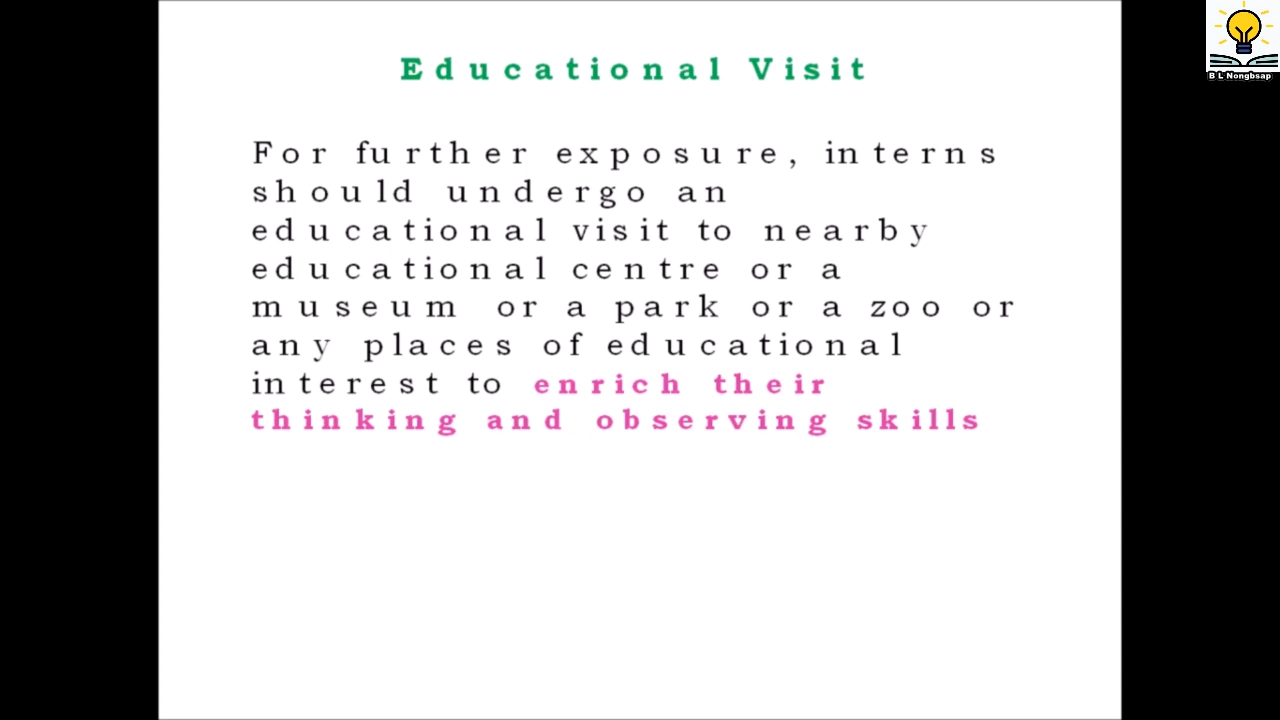 Educational Visit
For further exposure, interns
should undergo an
educational visit to nearby
educational centre or a
museum or a park or a zoo or
any places of educational
interest to enrich their
thinking and observing skills
B L Nongbsap